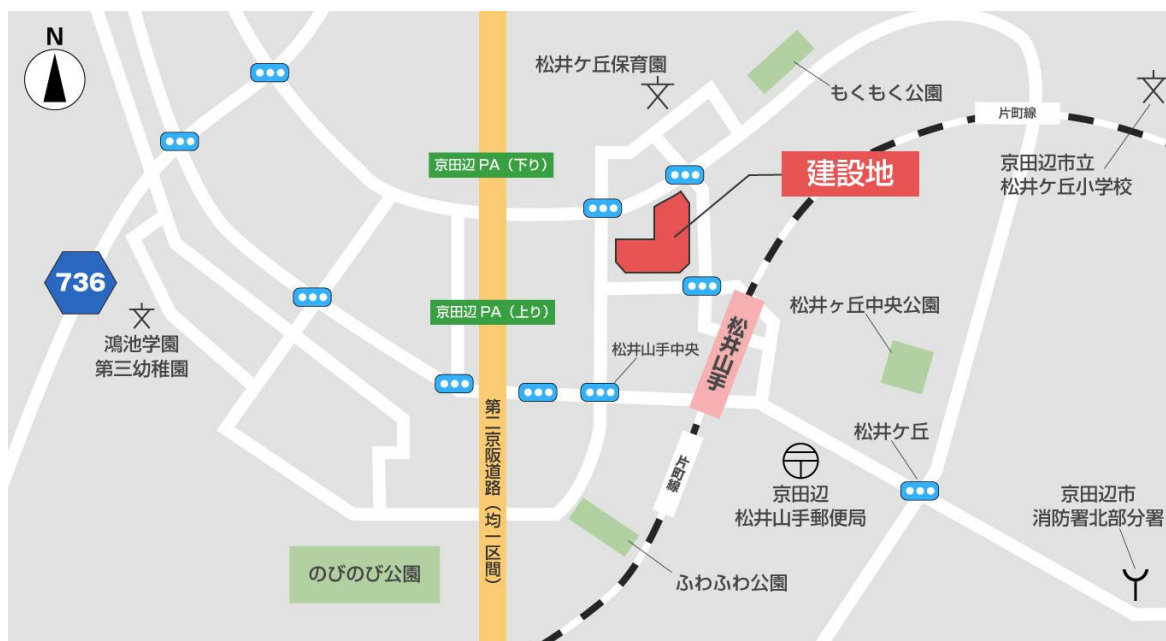 N
松井ケ丘保育園
もくもく公園
片町線
京田辺市立
松井ケ丘小学校
京田辺PA（下り）
建設地
736
鴻池学園
第三幼稚園
京田辺PA（上り）
松井山手中央
松井山手
松井ヶ丘中央公園
第二京阪道路（均一区間）
片町線
松井ケ丘
京田辺
松井山手郵便局
京田辺市
消防署北部分署
のびのび公園
ふわふわ公園